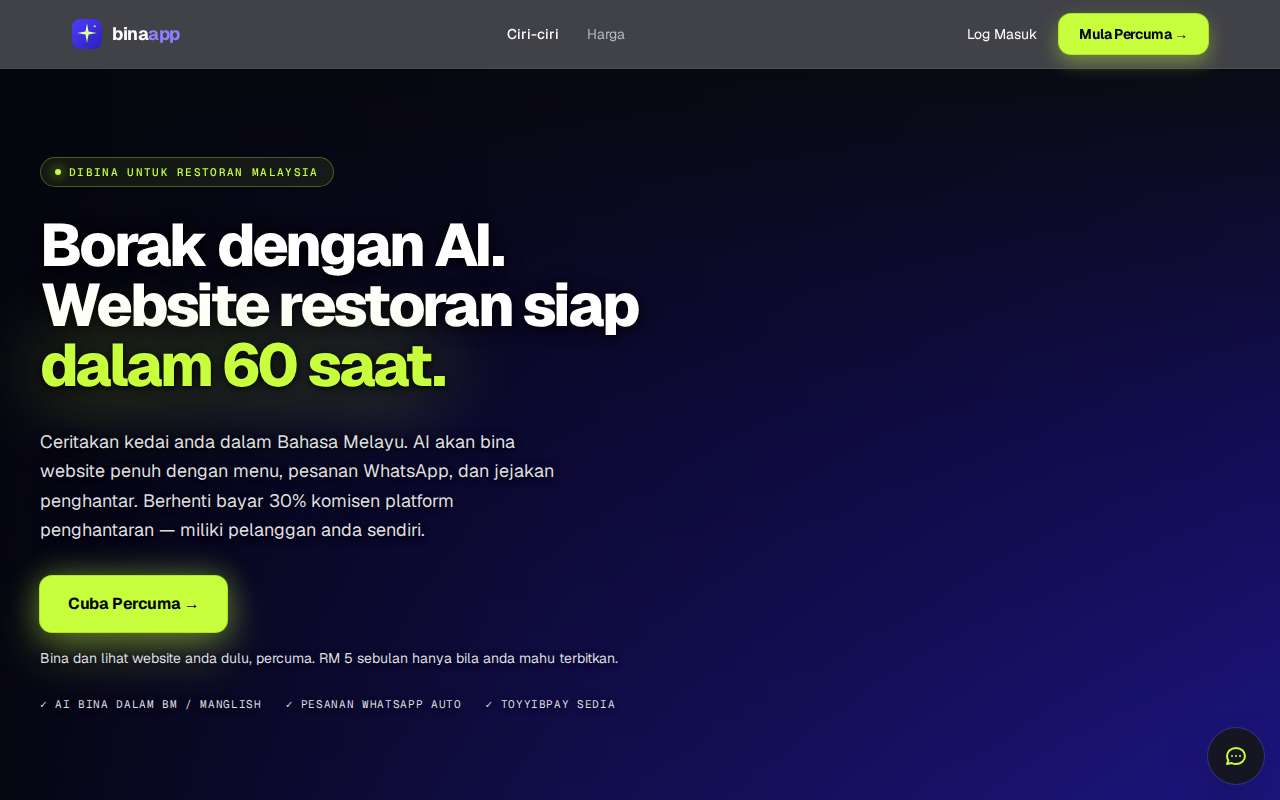 binaapp
Ciri-ciri
Harga
Log Masuk
Mula Percuma →
DIBINA UNTUK RESTORAN MALAYSIA
Borak dengan AI.
Website restoran siap
dalam 60 saat.
Ceritakan kedai anda dalam Bahasa Melayu. AI akan bina
website penuh dengan menu, pesanan WhatsApp, dan jejakan
penghantar. Berhenti bayar 30% komisen platform
penghantaran — miliki pelanggan anda sendiri.
Cuba Percuma →
Bina dan lihat website anda dulu, percuma. RM 5 sebulan hanya bila anda mahu terbitkan.
✓ AI BINA DALAM BM / MANGLISH ✓ PESANAN WHATSAPP AUTO ✓ TOYYIBPAY SEDIA